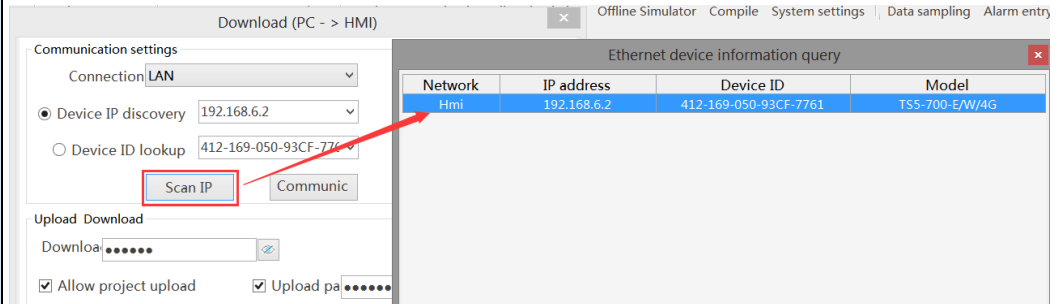 Offline Simulator Compile System settings Data sampling Alarm entry
Download (PC - > HMI)
Communication settings
Connection LAN
Device IP discovery 192.168.6.2
Device ID lookup 412-169-050-93CF-776
Scan IP Communic
Upload Download
Downloa ●●●●●●
Allow project upload Upload pa ●●●●●●
Ethernet device information query
Network IP address Device ID Model
Hmi 192.168.6.2 412-169-050-93CF-7761 TS5-700-E/W/4G